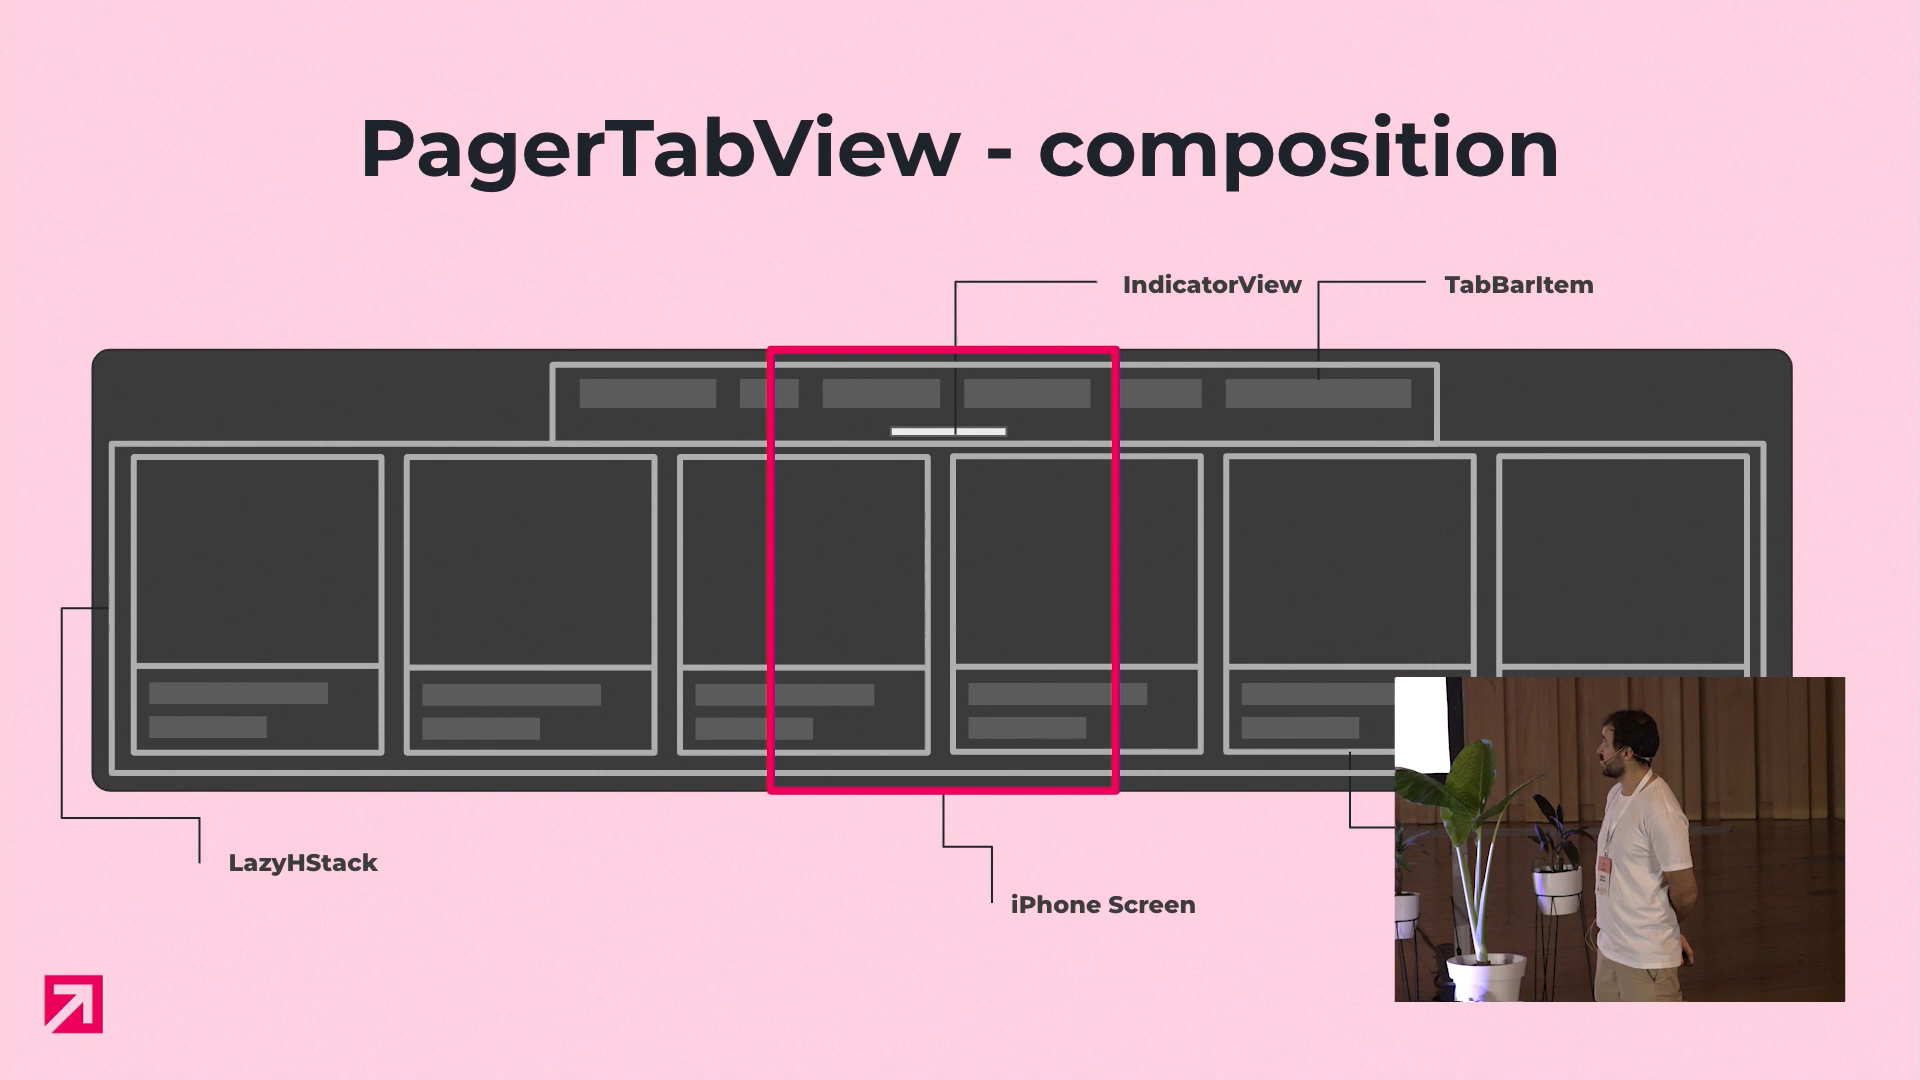 PagerTabView - composition
IndicatorView
TabBarItem
LazyHStack
iPhone Screen